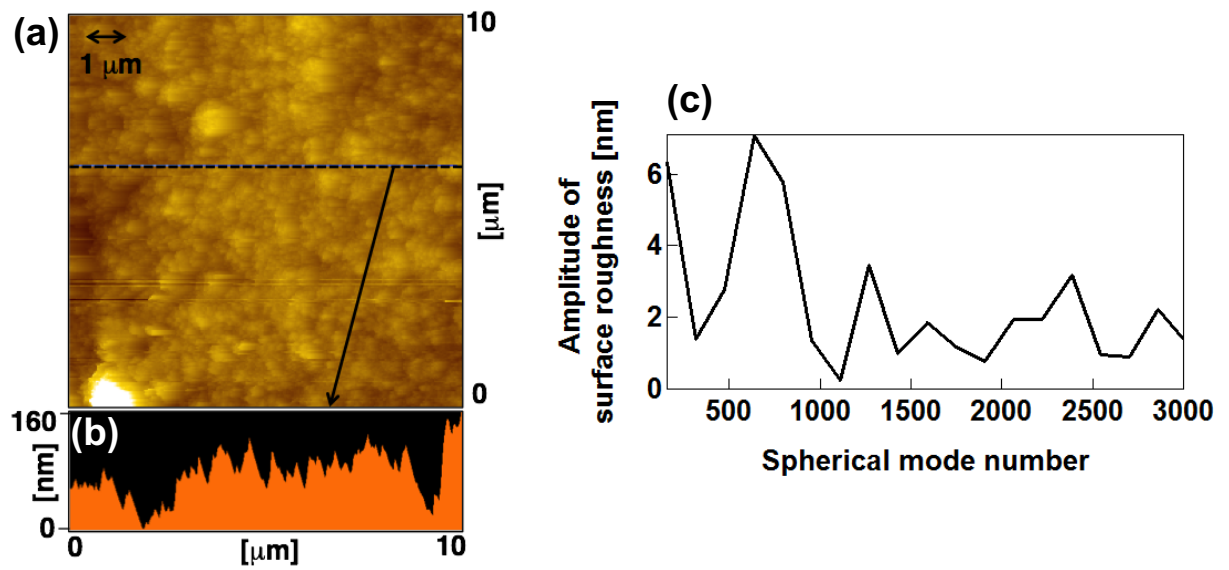 (a)
1 μm
10
[μm]
0
(b)
160
[nm]
0
0
[μm]
10
(c)
Amplitude of
surface roughness [nm]
6
4
2
0
500
1000
1500
2000
2500
3000
Spherical mode number